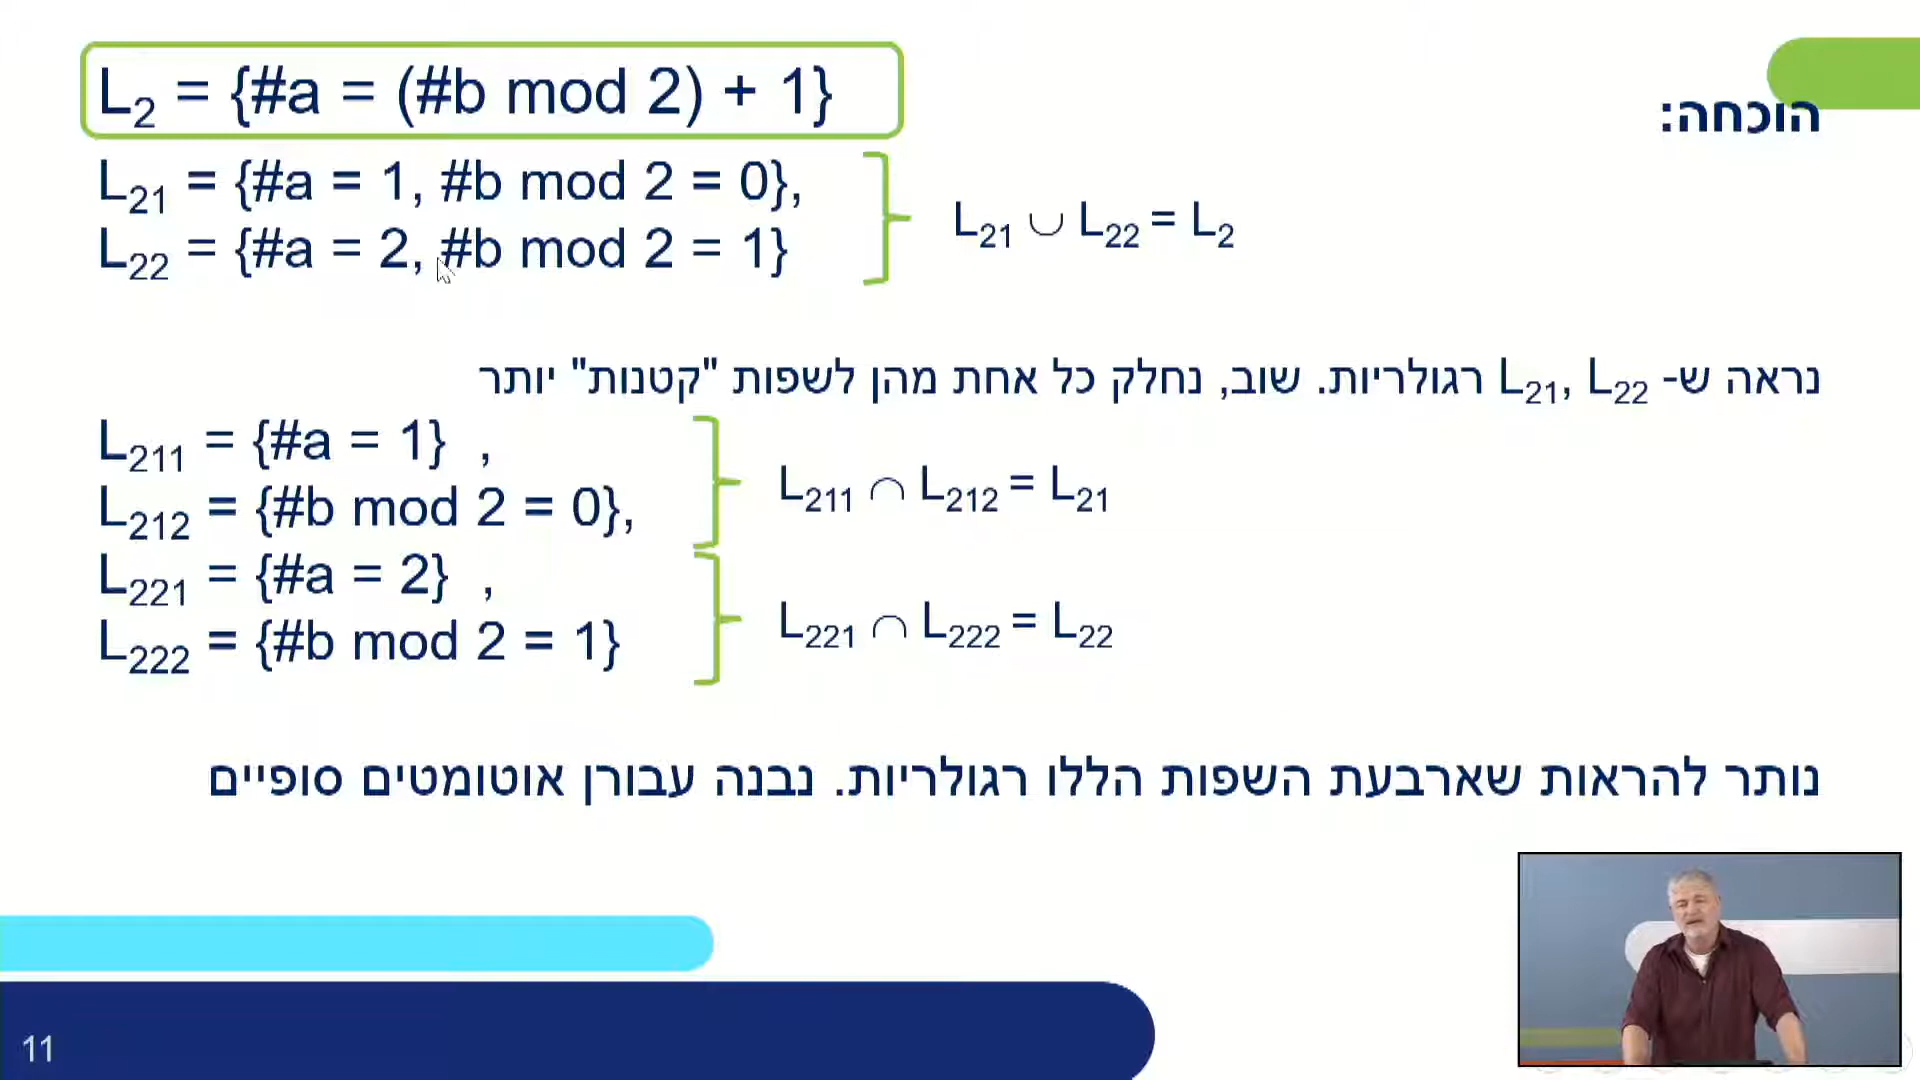 L₂ = {#a = (#b mod 2) + 1}
הוכחה:
L₂₁ = {#a = 1, #b mod 2 = 0},
L₂₂ = {#a = 2, #b mod 2 = 1}
L₂₁ ∪ L₂₂ = L₂
נראה ש- L₂₁, L₂₂ רגולריות. שוב, נחלק כל אחת מהן לשפות "קטנות" יותר
L₂₁₁ = {#a = 1} ,
L₂₁₂ = {#b mod 2 = 0},
L₂₁₁ ∩ L₂₁₂ = L₂₁
L₂₂₁ = {#a = 2} ,
L₂₂₂ = {#b mod 2 = 1}
L₂₂₁ ∩ L₂₂₂ = L₂₂
נותר להראות שארבעת השפות הללו רגולריות. נבנה עבורן אוטומטים סופיים
11